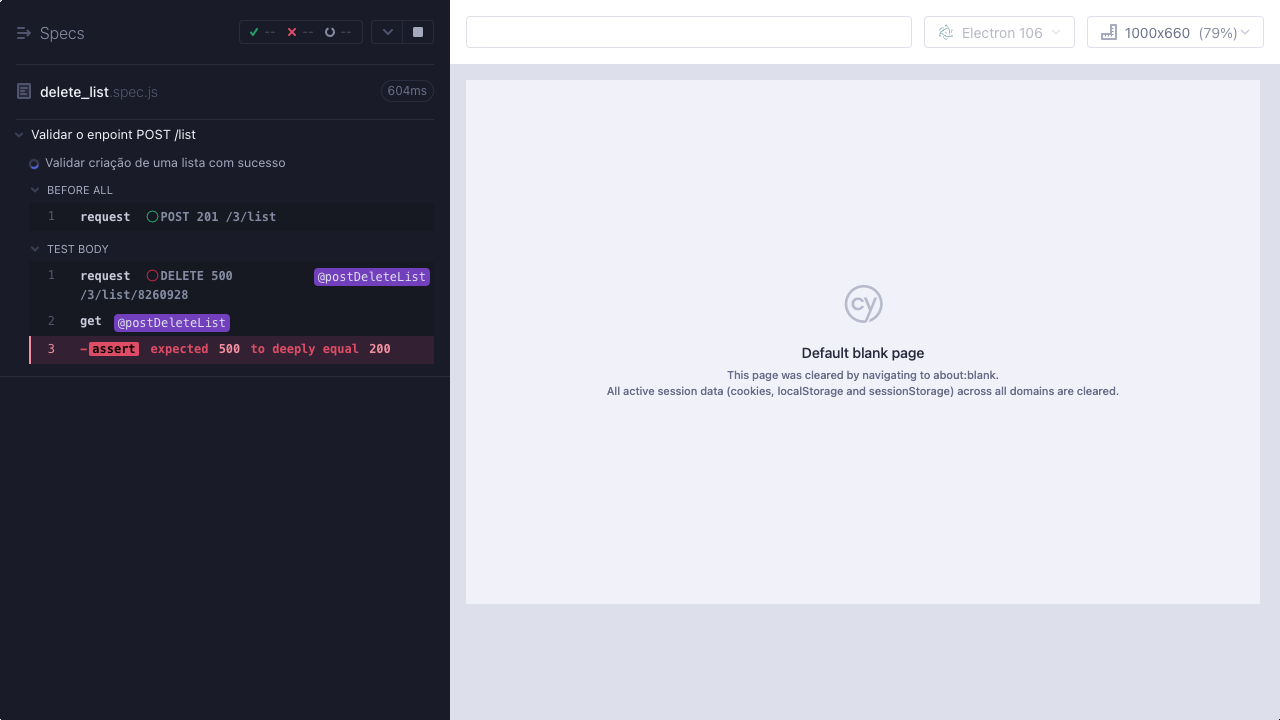 Specs
--
--
--
Electron 106
1000x660 (79%)
delete_list.spec.js
604ms
Validar o enpoint POST /list
Validar criação de uma lista com sucesso
BEFORE ALL
1 request POST 201 /3/list
TEST BODY
1 request DELETE 500 @postDeleteList
/3/list/8260928
2 get @postDeleteList
3 -assert expected 500 to deeply equal 200
cy
Default blank page
This page was cleared by navigating to about:blank.
All active session data (cookies, localStorage and sessionStorage) across all domains are cleared.